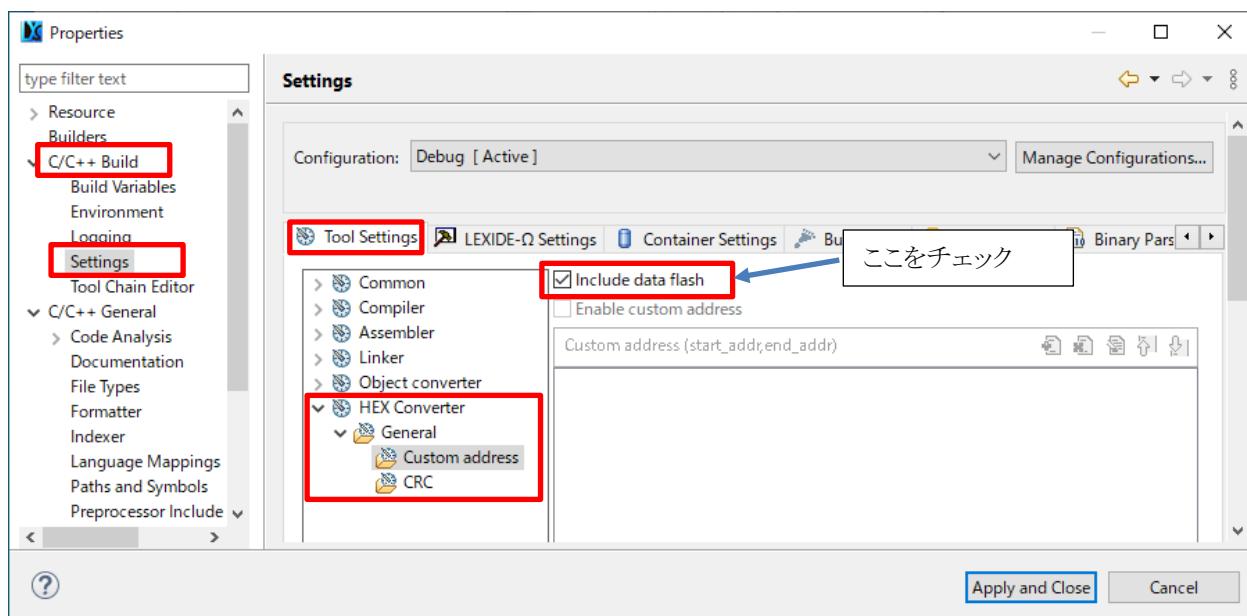 Properties
type filter text
Settings
Resource
Builders
C/C++ Build
Build Variables
Environment
Logging
Settings
Tool Chain Editor
C/C++ General
Code Analysis
Documentation
File Types
Formatter
Indexer
Language Mappings
Paths and Symbols
Preprocessor Include
Configuration:
Debug [ Active ]
Manage Configurations...
Tool Settings
LEXIDE-Ω Settings
Container Settings
Bu
Binary Pars
ここをチェック
Common
Compiler
Assembler
Linker
Object converter
HEX Converter
General
Custom address
CRC
Include data flash
Enable custom address
Custom address (start_addr,end_addr)
Apply and Close
Cancel